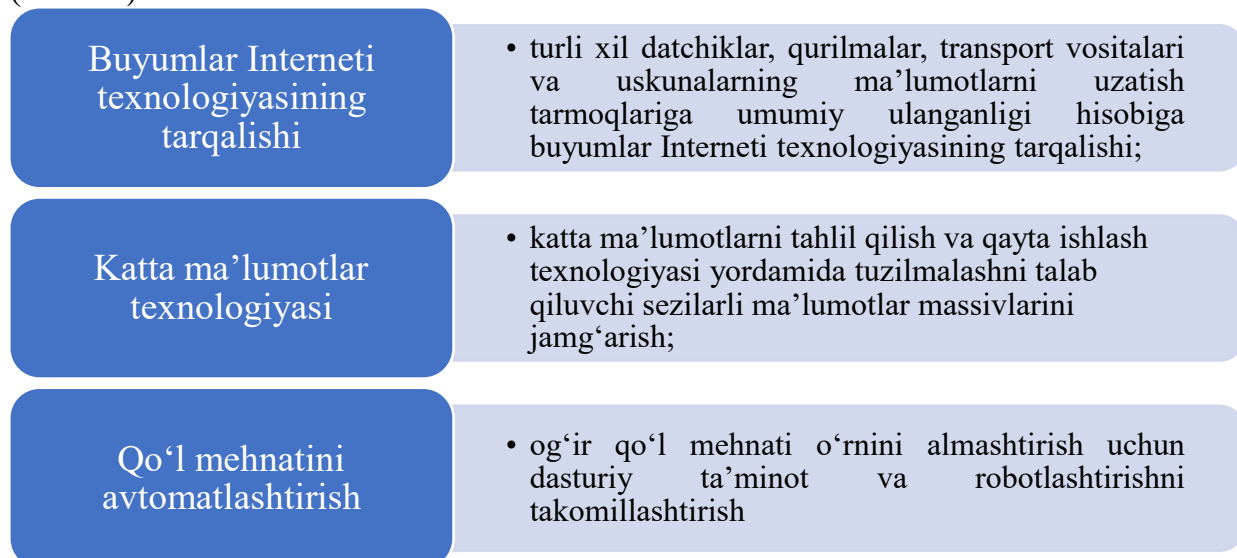 Buyumlar Interneti
texnologiyasining
tarqalishi
• turli xil datchiklar, qurilmalar, transport vositalari
va uskunalarning ma’lumotlarni uzatish
tarmoqlariga umumiy ulanganligi hisobiga
buyumlar Interneti texnologiyasining tarqalishi;
Katta ma’lumotlar
texnologiyasi
• katta ma’lumotlarni tahlil qilish va qayta ishlash
texnologiyasi yordamida tuzilmalashni talab
qiluvchi sezilarli ma’lumotlar massivlarini
jamg‘arish;
Qo‘l mehnatini
avtomatlashtirish
• og‘ir qo‘l mehnati o‘rnini almashtirish uchun
dasturiy ta’minot va robotlashtirishni
takomillashtirish